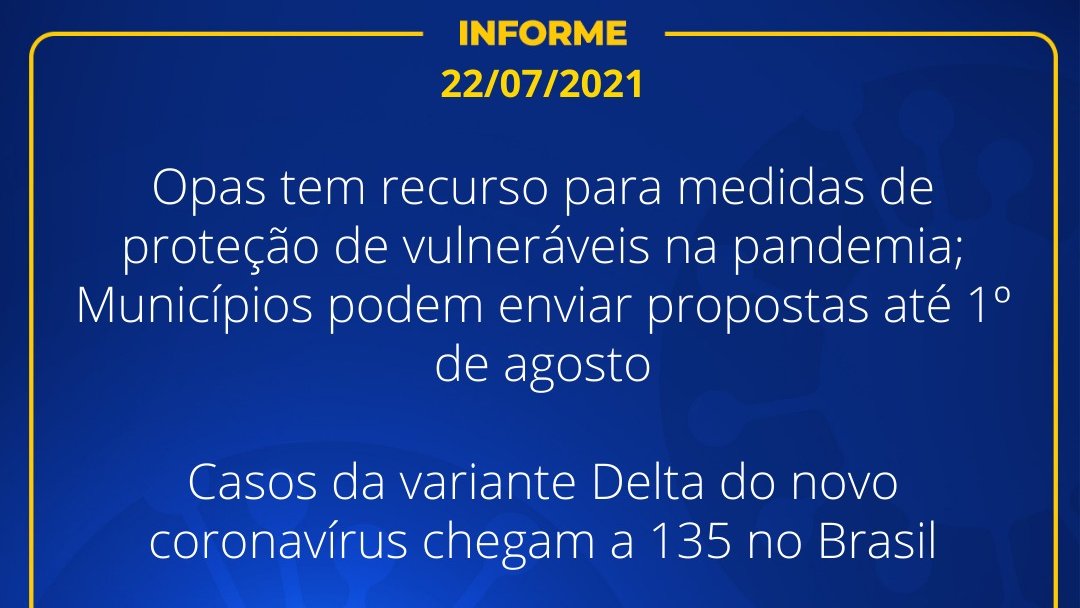 INFORME
22/07/2021
Opas tem recurso para medidas de
proteção de vulneráveis na pandemia;
Municípios podem enviar propostas até 1º
de agosto
Casos da variante Delta do novo
coronavírus chegam a 135 no Brasil